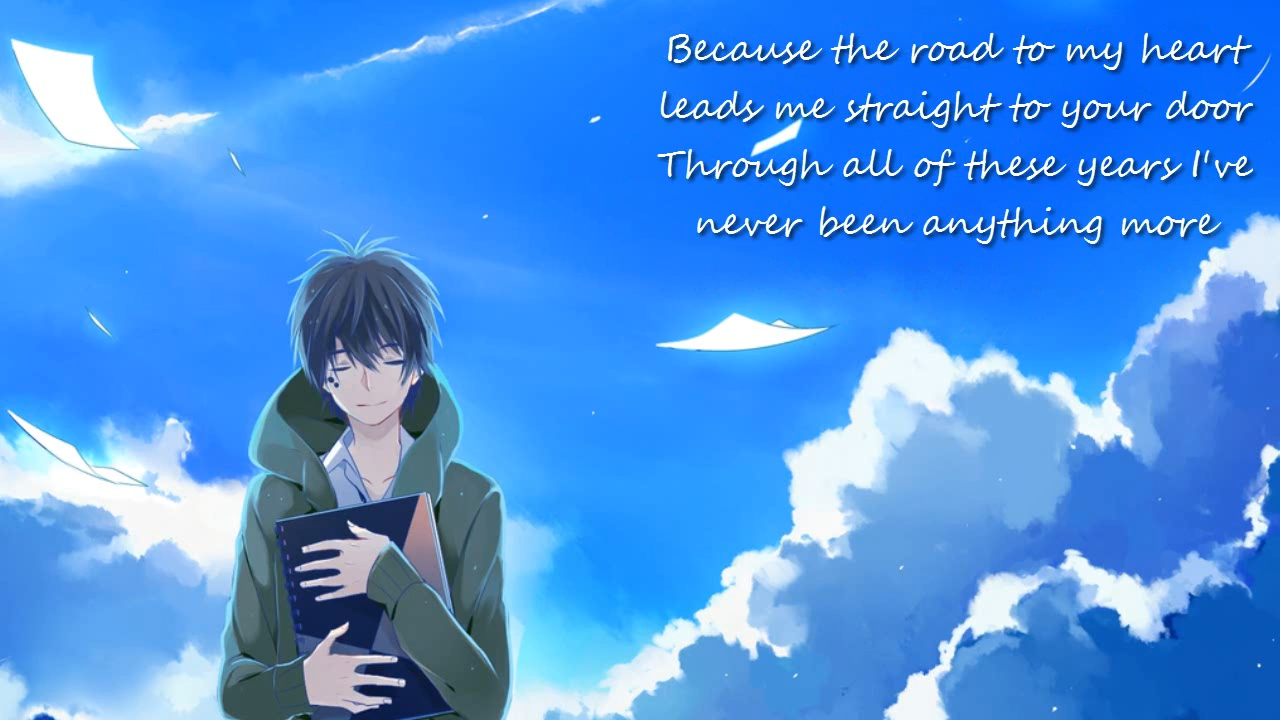 Because the road to my heart
leads me straight to your door
Through all of these years I've
never been anything more